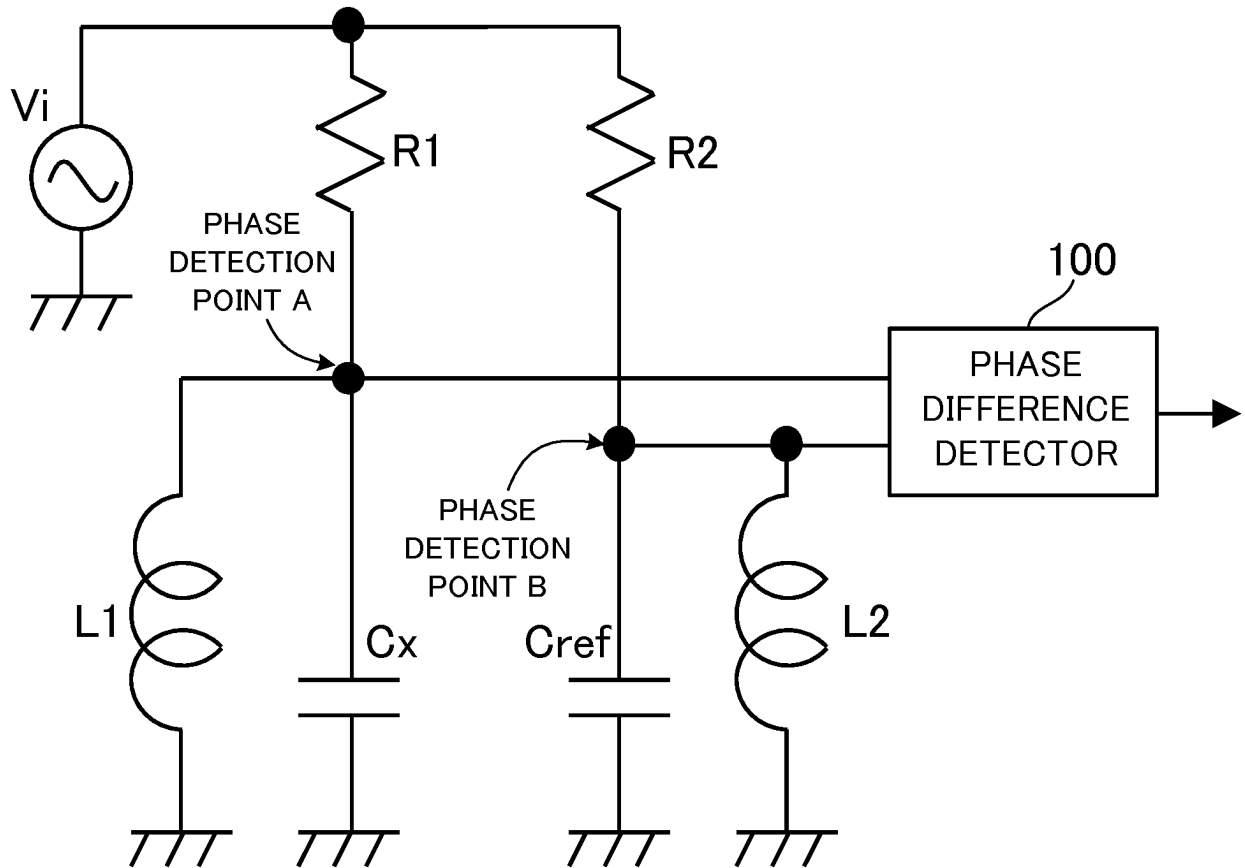 Vi
R1
R2
PHASE
DETECTION
POINT A
100
PHASE
DIFFERENCE
DETECTOR
PHASE
DETECTION
POINT B
L1
Cx
Cref
L2